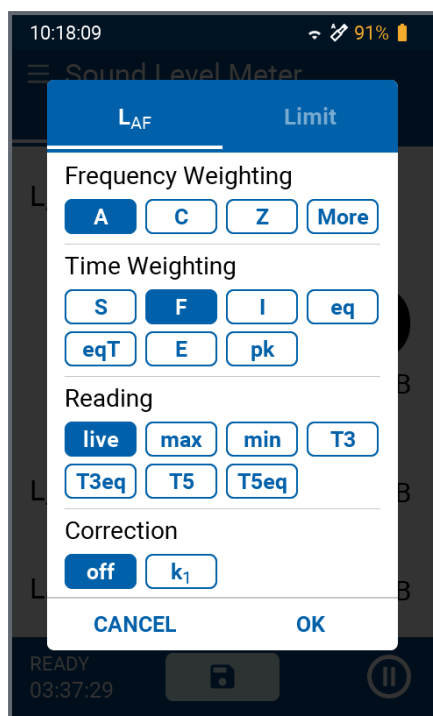 10:18:09 91%
Sound Level Meter
LAF Limit
Frequency Weighting
A C Z More
Time Weighting
S F I eq
eqT E pk
Reading
live max min T3
T3eq T5 T5eq
Correction
off k1
CANCEL OK
L
B
L B
L B
READY
03:37:29